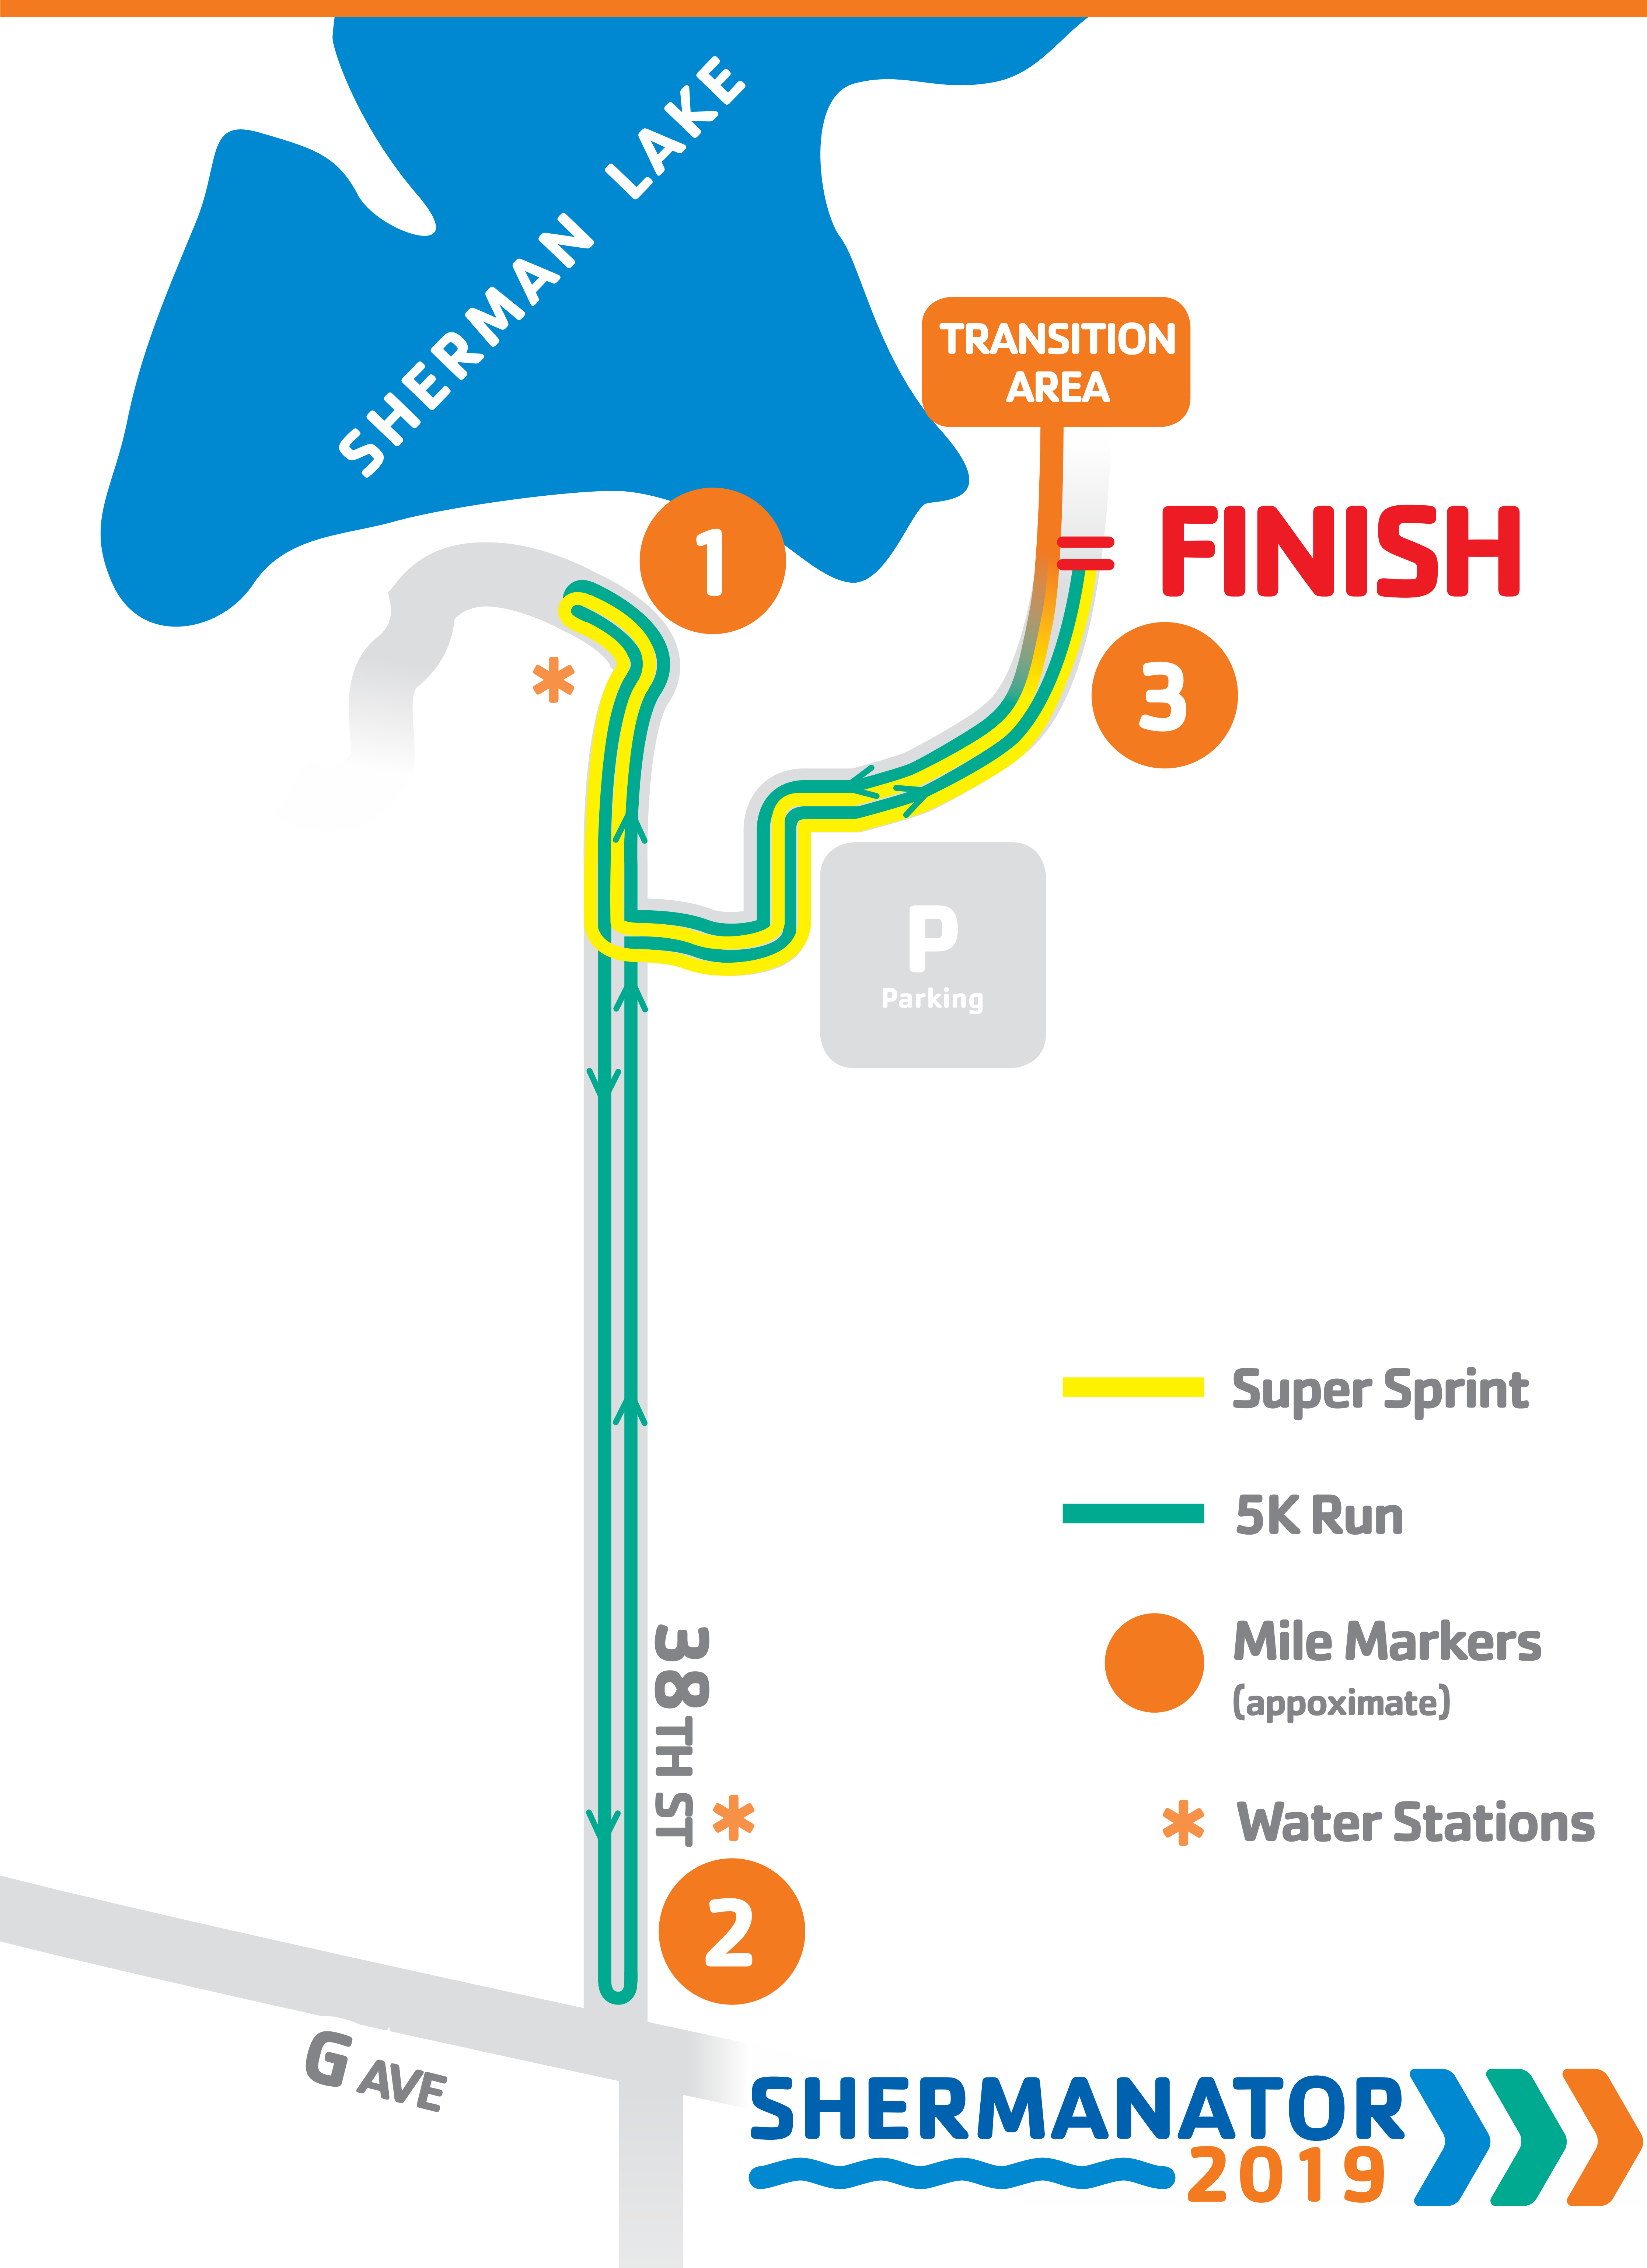 SHERMAN LAKE
TRANSITION
AREA
1
FINISH
3
P
Parking
Super Sprint
5K Run
Mile Markers
(appoximate)
Water Stations
38TH ST
2
G AVE
SHERMANATOR
2019